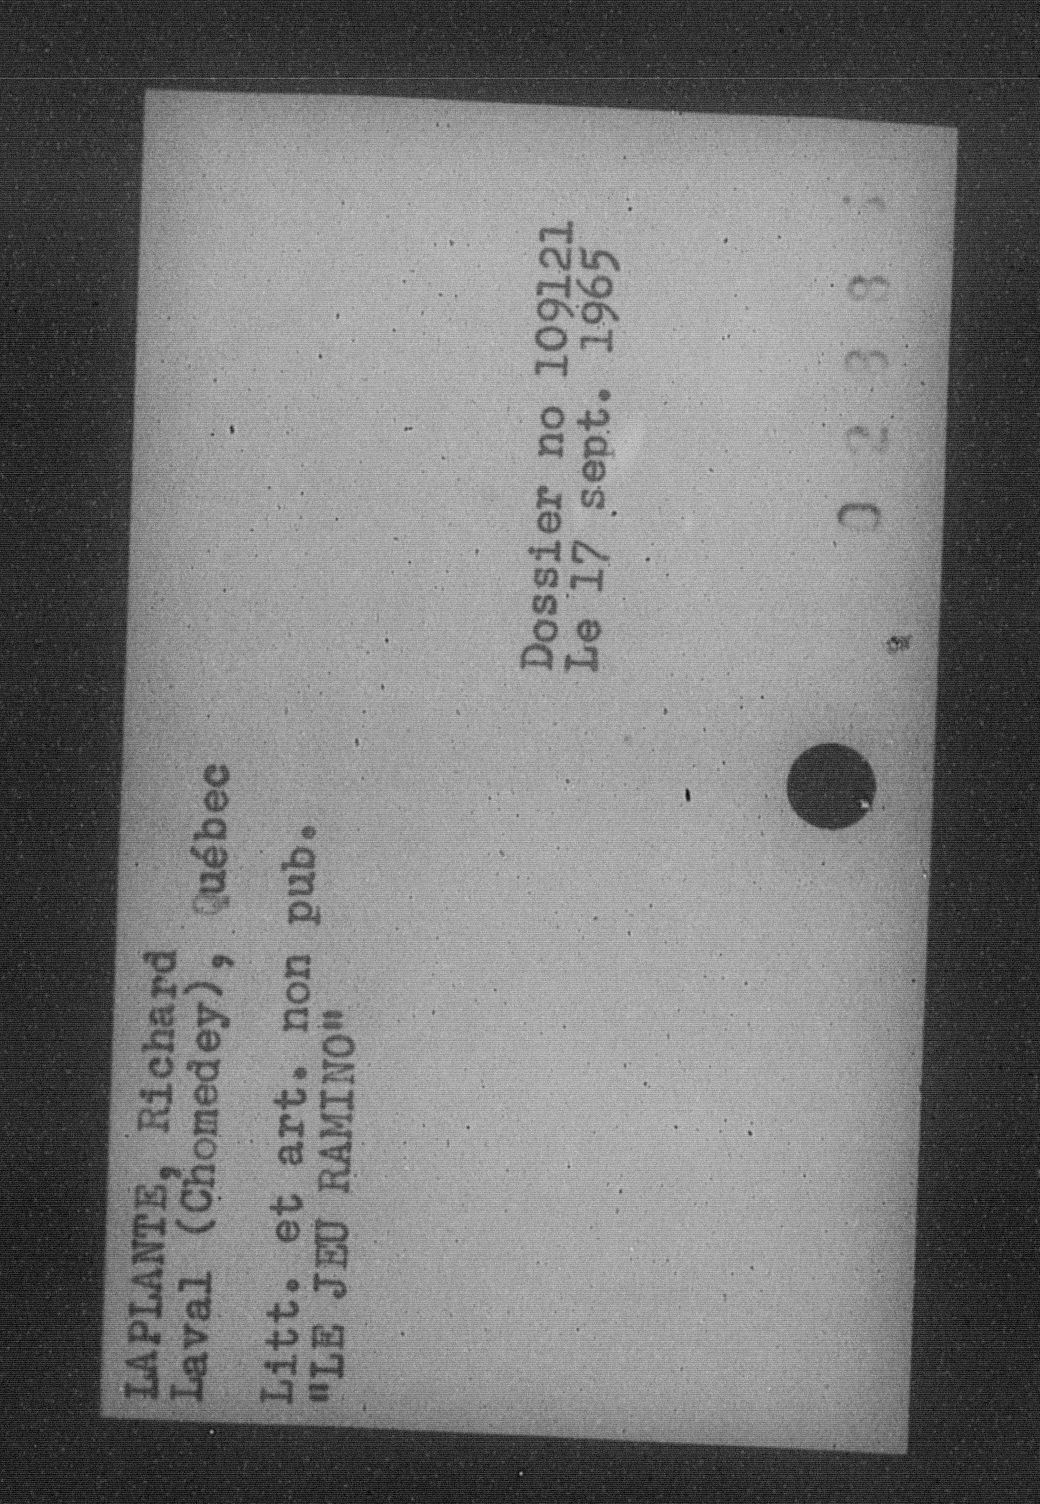 LAPLANTE, Richard
Laval (Chomedey), Québec
Litt. et art. non pub.
"LE JEU RAMINO"
Dossier no 109121
Le 17 sept. 1965